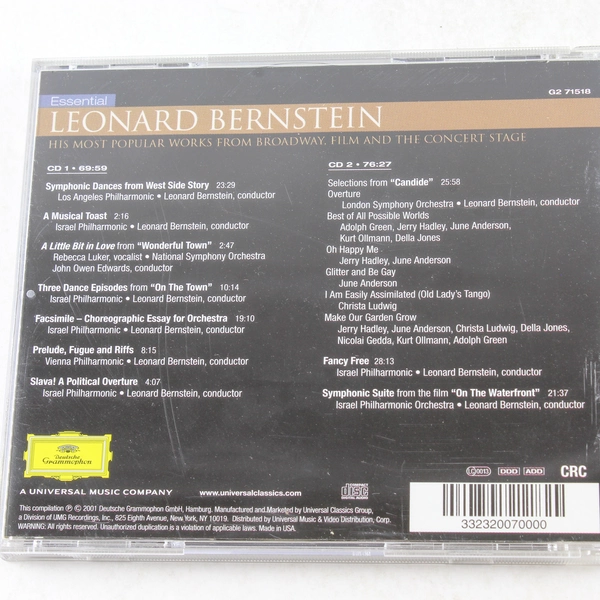 G2 71518
Essential
LEONARD BERNSTEIN
HIS MOST POPULAR WORKS FROM BROADWAY, FILM AND THE CONCERT STAGE
CD 1 • 69:59
Symphonic Dances from West Side Story 23:29
Los Angeles Philharmonic • Leonard Bernstein, conductor
A Musical Toast 2:16
Israel Philharmonic • Leonard Bernstein, conductor
A Little Bit in Love from “Wonderful Town” 2:47
Rebecca Luker, vocalist • National Symphony Orchestra
John Owen Edwards, conductor
Three Dance Episodes from “On The Town” 10:14
Israel Philharmonic • Leonard Bernstein, conductor
Facsimile – Choreographic Essay for Orchestra 19:10
Israel Philharmonic • Leonard Bernstein, conductor
Prelude, Fugue and Riffs 8:15
Vienna Philharmonic • Leonard Bernstein, conductor
Slava! A Political Overture 4:07
Israel Philharmonic • Leonard Bernstein, conductor
CD 2 • 76:27
Selections from “Candide” 25:58
Overture
London Symphony Orchestra • Leonard Bernstein, conductor
Best of All Possible Worlds
Adolph Green, Jerry Hadley, June Anderson,
Kurt Ollmann, Della Jones
Oh Happy Me
Jerry Hadley, June Anderson
Glitter and Be Gay
June Anderson
I Am Easily Assimilated (Old Lady’s Tango)
Christa Ludwig
Make Our Garden Grow
Jerry Hadley, June Anderson, Christa Ludwig, Della Jones,
Nicolai Gedda, Kurt Ollmann, Adolph Green
Fancy Free 28:13
Israel Philharmonic • Leonard Bernstein, conductor
Symphonic Suite from the film “On The Waterfront” 21:37
Israel Philharmonic Orchestra • Leonard Bernstein, conductor
Deutsche
Grammophon
LC 0013 DDD ADD CRC
A UNIVERSAL MUSIC COMPANY
www.universalclassics.com
COMPACT
disc
DIGITAL AUDIO
This compilation ℗ © 2001 Deutsche Grammophon GmbH, Hamburg. Manufactured and Marketed by Universal Classics Group,
a Division of UMG Recordings, Inc., 825 Eighth Avenue, New York, NY 10019. Distributed by Universal Music & Video Distribution, Corp.
WARNING: All rights reserved. Unauthorized duplication is a violation of applicable laws. Made in USA.
332320070000